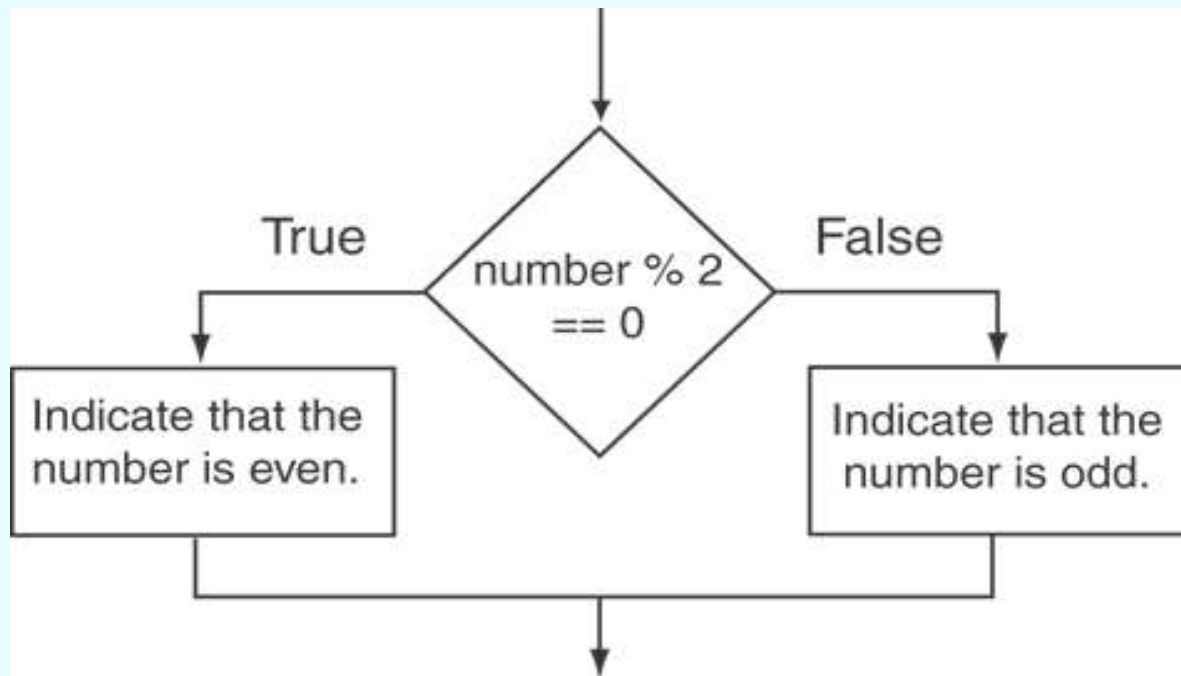 True
False
number % 2
== 0
Indicate that the
number is even.
Indicate that the
number is odd.